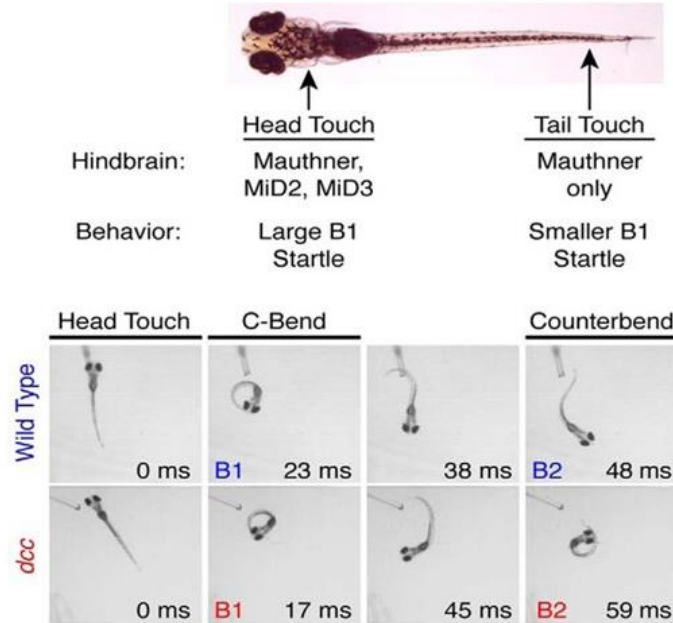 Head Touch Tail Touch
Hindbrain: Mauthner, Mauthner
MiD2, MiD3 only
Behavior: Large B1 Smaller B1
Startle Startle
Head Touch C-Bend Counterbend
Wild Type
0 ms B1 23 ms 38 ms B2 48 ms
dcc
0 ms B1 17 ms 45 ms B2 59 ms